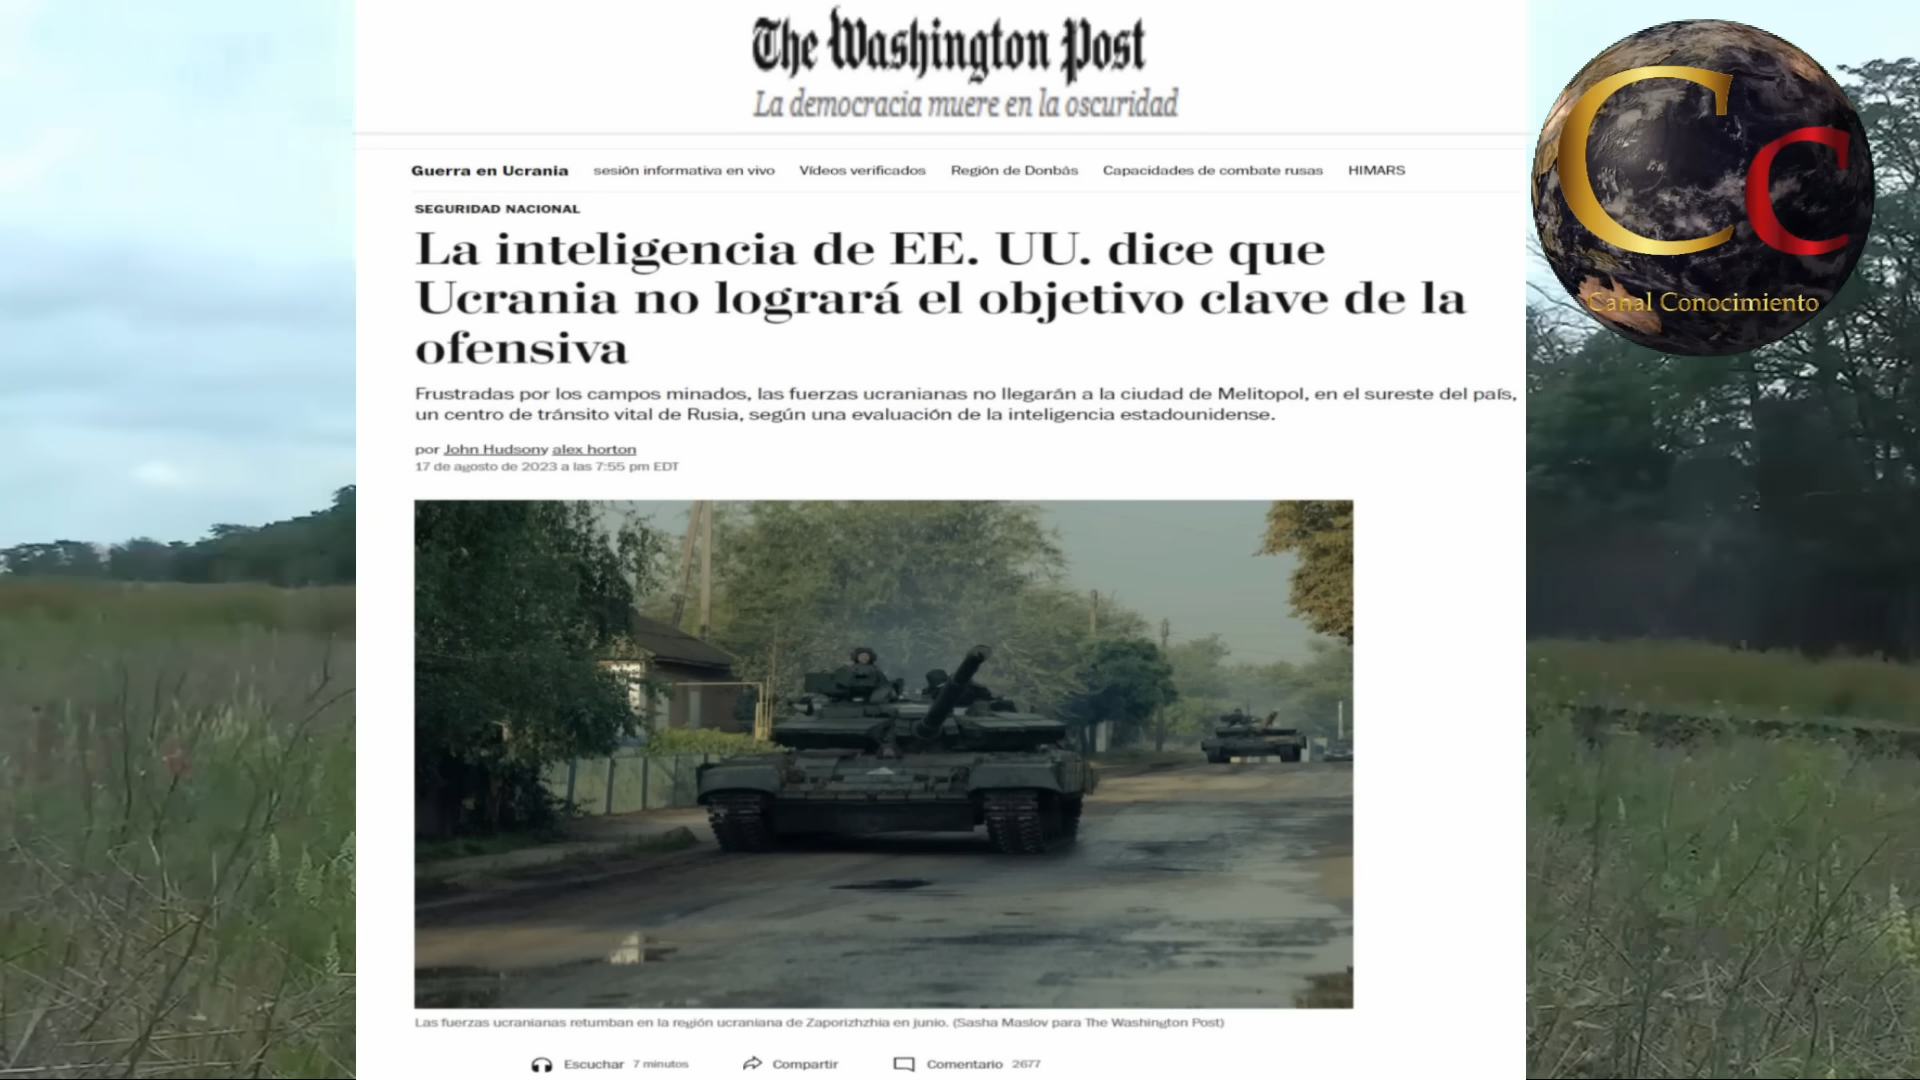 The Washington Post
La democracia muere en la oscuridad
Guerra en Ucrania sesión informativa en vivo Vídeos verificados Región de Donbás Capacidades de combate rusas HIMARS
SEGURIDAD NACIONAL
La inteligencia de EE. UU. dice que
Ucrania no logrará el objetivo clave de la
ofensiva
Frustradas por los campos minados, las fuerzas ucranianas no llegarán a la ciudad de Melitopol, en el sureste del país,
un centro de tránsito vital de Rusia, según una evaluación de la inteligencia estadounidense.
por John Hudsony alex horton
17 de agosto de 2023 a las 7:55 pm EDT
Las fuerzas ucranianas retumban en la región ucraniana de Zaporizhzhia en junio. (Sasha Maslov para The Washington Post)
Escuchar 7 minutos Compartir Comentario 2677
C c
Canal Conocimiento